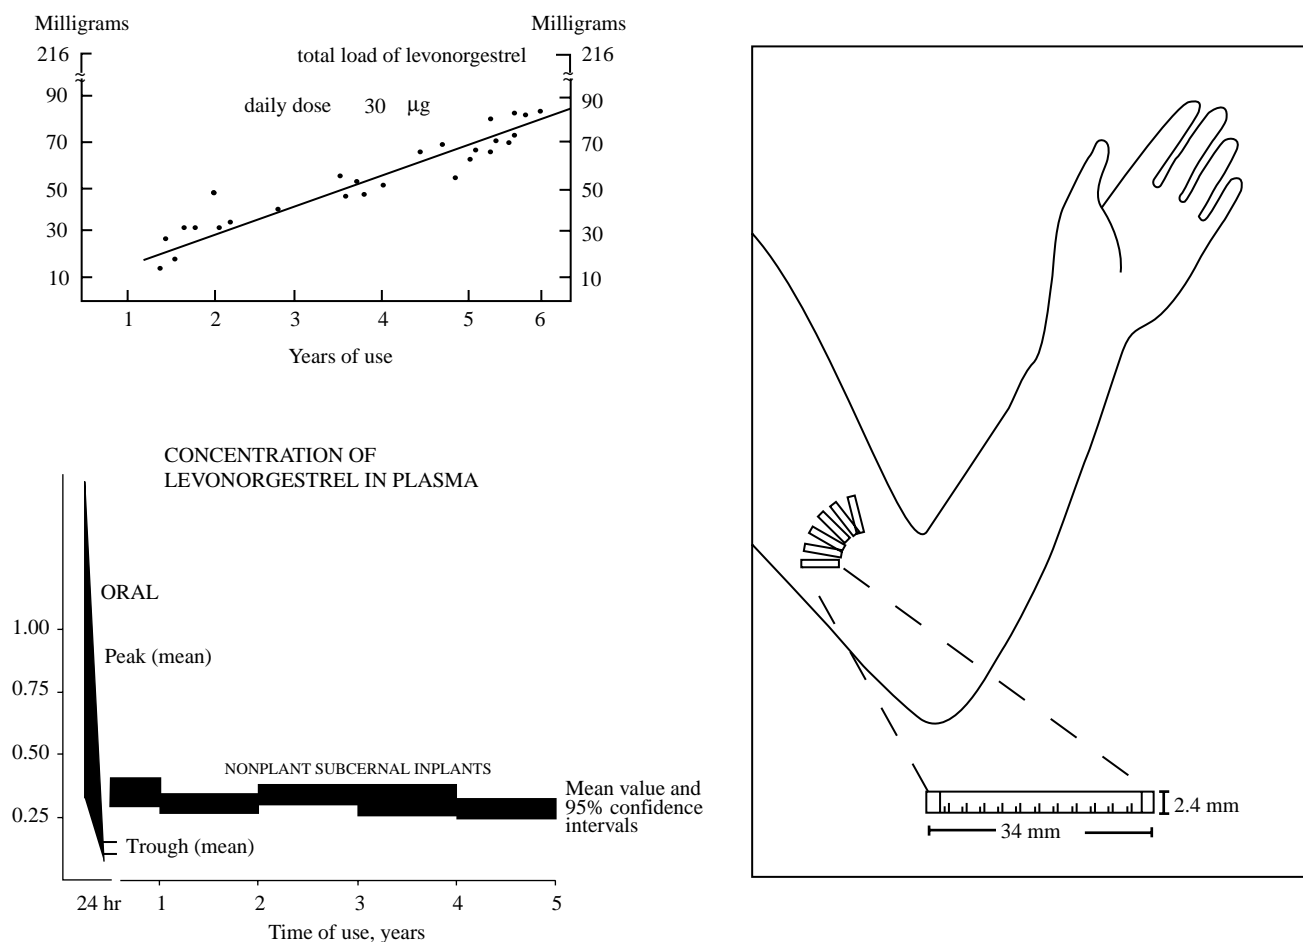 Milligrams
Milligrams
216
total load of levonorgestrel
216
90
daily dose 30 µg
90
70
70
50
50
30
30
10
10
1 2 3 4 5 6
Years of use
CONCENTRATION OF
LEVONORGESTREL IN PLASMA
ORAL
1.00
Peak (mean)
0.75
0.50
NONPLANT SUBCERNAL INPLANTS
Mean value and
95% confidence
intervals
0.25
Trough (mean)
24 hr 1 2 3 4 5
Time of use, years
2.4 mm
34 mm